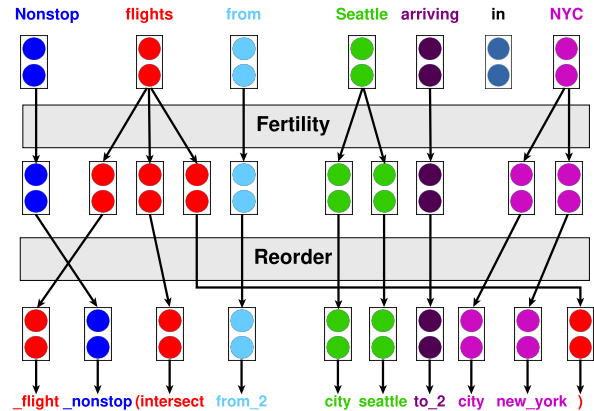 Nonstop flights from Seattle arriving in NYC
Fertility
Reorder
_flight _nonstop (intersect from_2 city seattle to_2 city new_york )